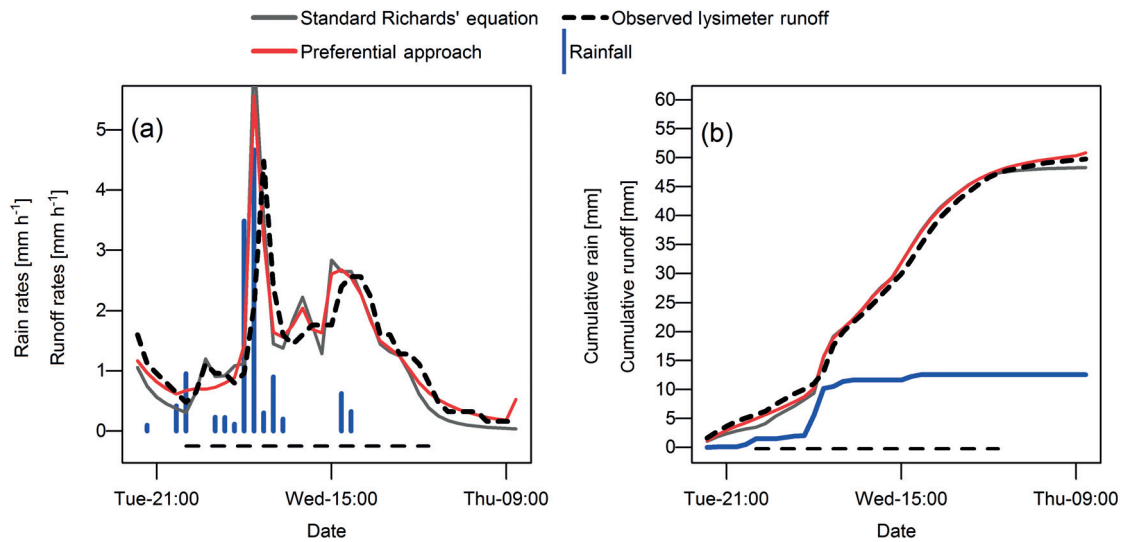 Standard Richards' equation
Observed lysimeter runoff
Preferential approach
Rainfall
(a)
Rain rates [mm h⁻¹]
Runoff rates [mm h⁻¹]
5
4
3
2
1
0
Tue-21:00 Wed-15:00 Thu-09:00
Date
(b)
Cumulative rain [mm]
Cumulative runoff [mm]
60
55
50
45
40
35
30
25
20
15
10
5
0
Tue-21:00 Wed-15:00 Thu-09:00
Date